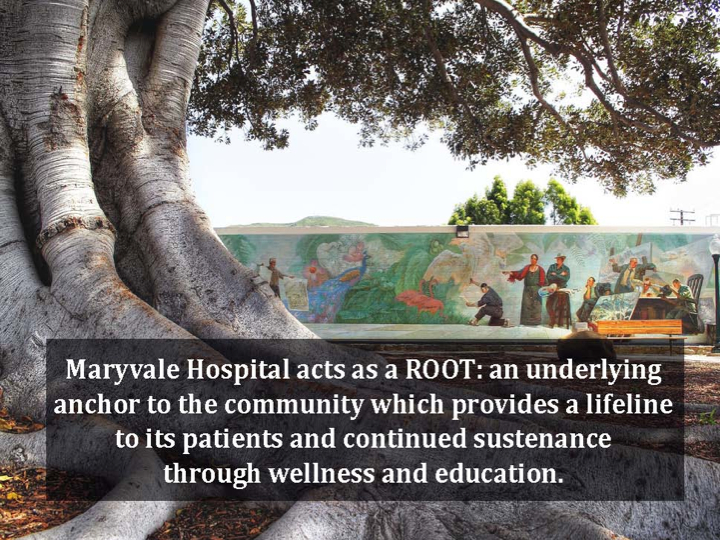 Maryvale Hospital acts as a ROOT: an underlying
anchor to the community which provides a lifeline
to its patients and continued sustenance
through wellness and education.